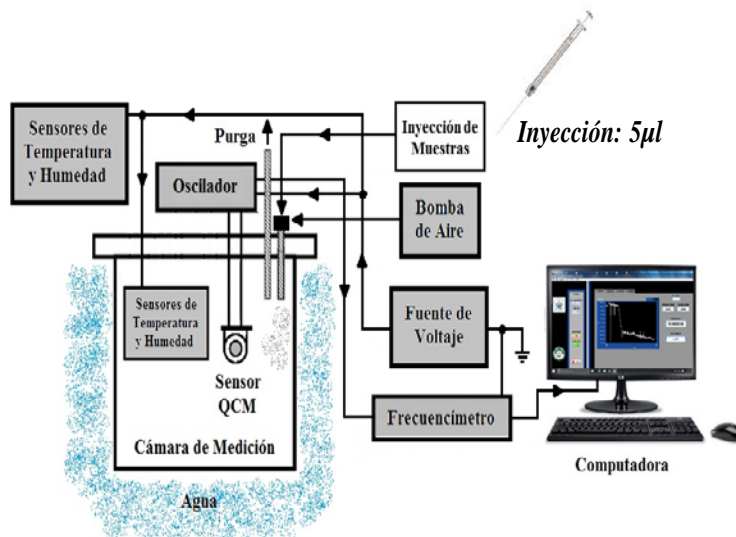 Sensores de
Temperatura
y Humedad
Purga
Inyección de
Muestras
Inyección: 5µl
Oscilador
Bomba
de Aire
Sensores de
Temperatura
y Humedad
Fuente de
Voltaje
Sensor
QCM
Frecuencímetro
Cámara de Medición
Computadora
Agua